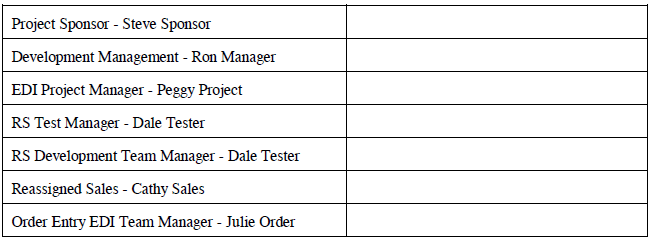 Project Sponsor - Steve Sponsor
Development Management - Ron Manager
EDI Project Manager - Peggy Project
RS Test Manager - Dale Tester
RS Development Team Manager - Dale Tester
Reassigned Sales - Cathy Sales
Order Entry EDI Team Manager - Julie Order